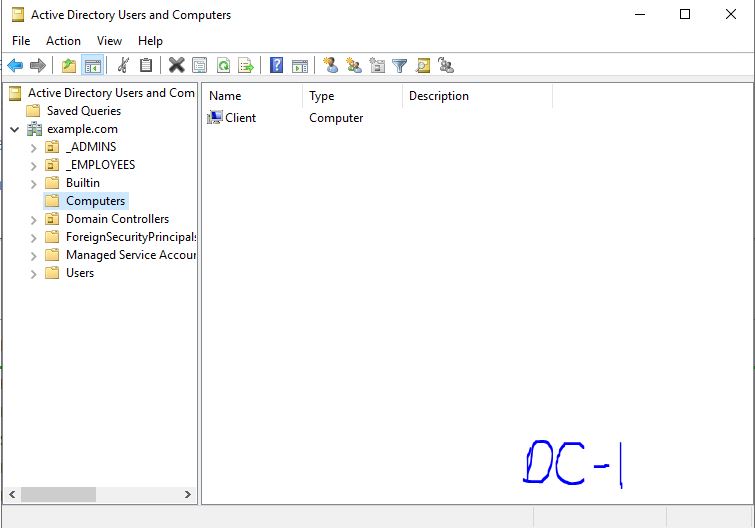 Active Directory Users and Computers
File Action View Help
Active Directory Users and Com
Saved Queries
example.com
_ADMINS
_EMPLOYEES
Builtin
Computers
Domain Controllers
ForeignSecurityPrincipals
Managed Service Accour
Users
Name Type Description
Client Computer
DC-1